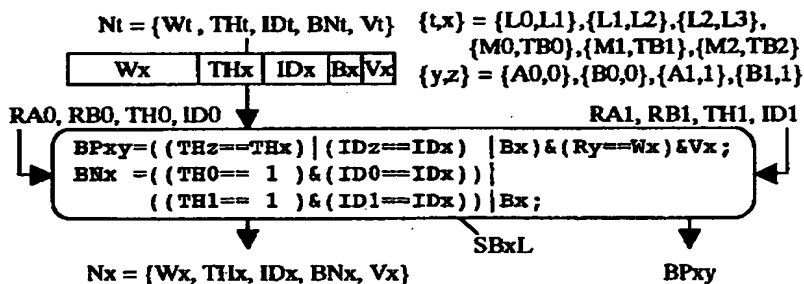 Nt = {Wt , THt, IDt, BNt, Vt}
{t,x} = {L0,L1},{L1,L2},{L2,L3},
{M0,TB0},{M1,TB1},{M2,TB2}
{y,z} = {A0,0},{B0,0},{A1,1},{B1,1}
Wx THx IDx Bx Vx
RA0, RB0, TH0, ID0
RA1, RB1, TH1, ID1
BPxy=((THz==THx)|(IDz==IDx) |Bx)&(Ry==Wx)&Vx;
BNx =((TH0== 1 )&(ID0==IDx))|
((TH1== 1 )&(ID1==IDx))|Bx;
SBxL
Nx = {Wx, THx, IDx, BNx, Vx}
BPxy